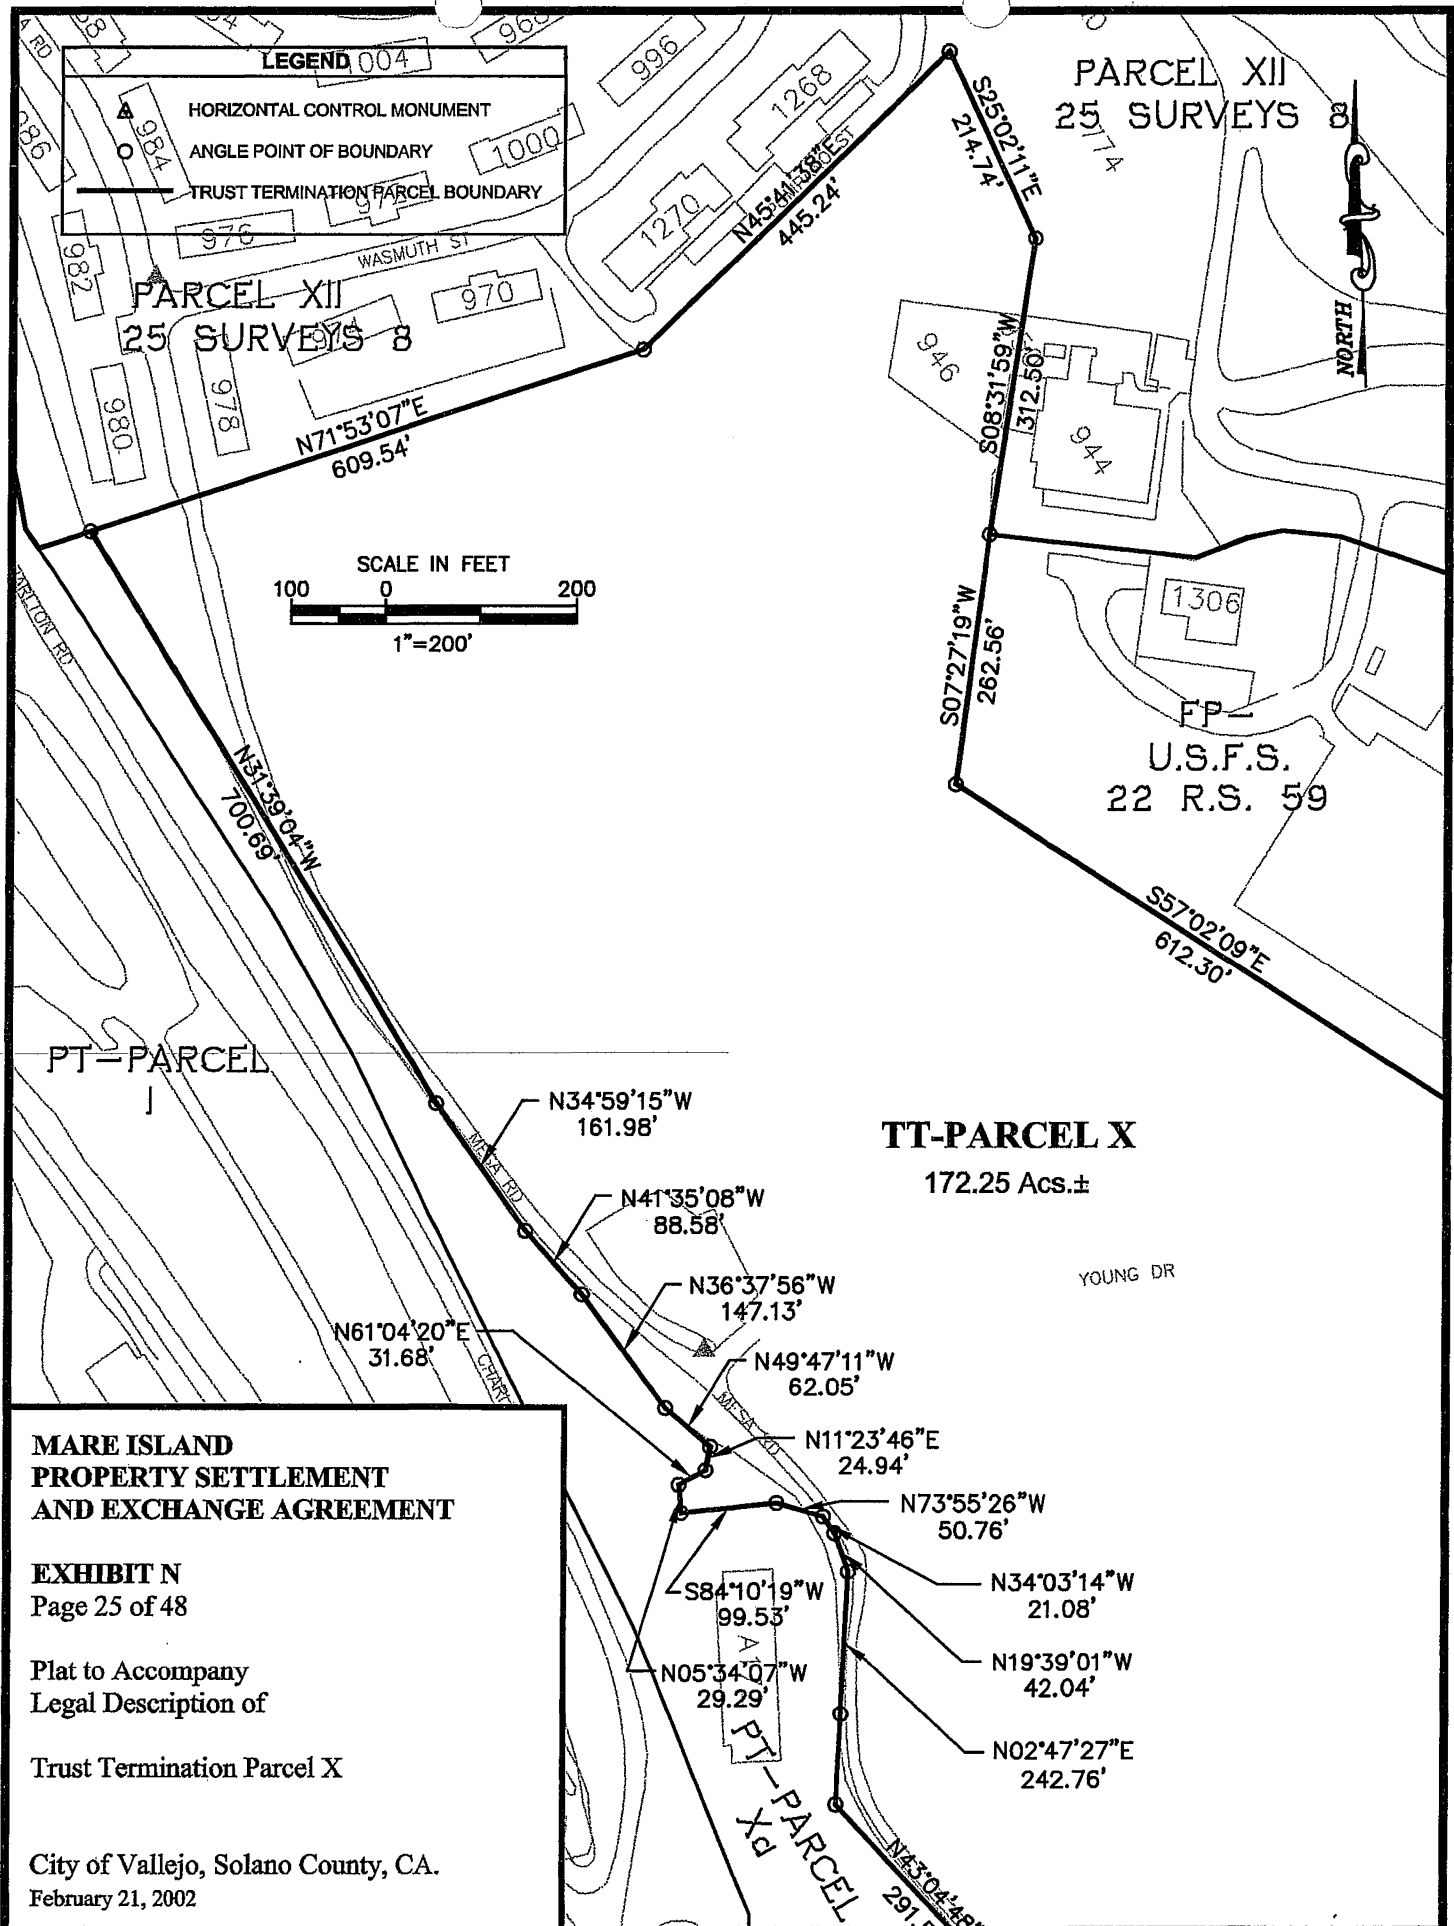 LEGEND
HORIZONTAL CONTROL MONUMENT
ANGLE POINT OF BOUNDARY
TRUST TERMINATION PARCEL BOUNDARY
004
996
1268
1000
984
986
982
976
WASMUTH ST
970
1270
980
978
PARCEL XII
25 SURVEYS 8
PARCEL XII
25 SURVEYS 8
774
NORTH
N45°41'38"E
445.24'
S25°02'11"E
214.74'
S08°31'59"W
312.50'
946
944
N71°53'07"E
609.54'
SCALE IN FEET
100 0 200
1"=200'
S07°27'19"W
262.56'
1306
FP-
U.S.F.S.
22 R.S. 59
S57°02'09"E
612.30'
N31°39'04"W
700.69'
PT-PARCEL
J
N34°59'15"W
161.98'
MESA RD
N41°35'08"W
88.58'
N36°37'56"W
147.13'
N61°04'20"E
31.68'
N49°47'11"W
62.05'
MESA RD
N11°23'46"E
24.94'
N73°55'26"W
50.76'
S84°10'19"W
99.53'
N34°03'14"W
21.08'
N05°34'07"W
29.29'
N19°39'01"W
42.04'
N02°47'27"E
242.76'
PT-PARCEL
Xd
TT-PARCEL X
172.25 Acs.±
YOUNG DR
MARE ISLAND
PROPERTY SETTLEMENT
AND EXCHANGE AGREEMENT
EXHIBIT N
Page 25 of 48
Plat to Accompany
Legal Description of
Trust Termination Parcel X
City of Vallejo, Solano County, CA.
February 21, 2002